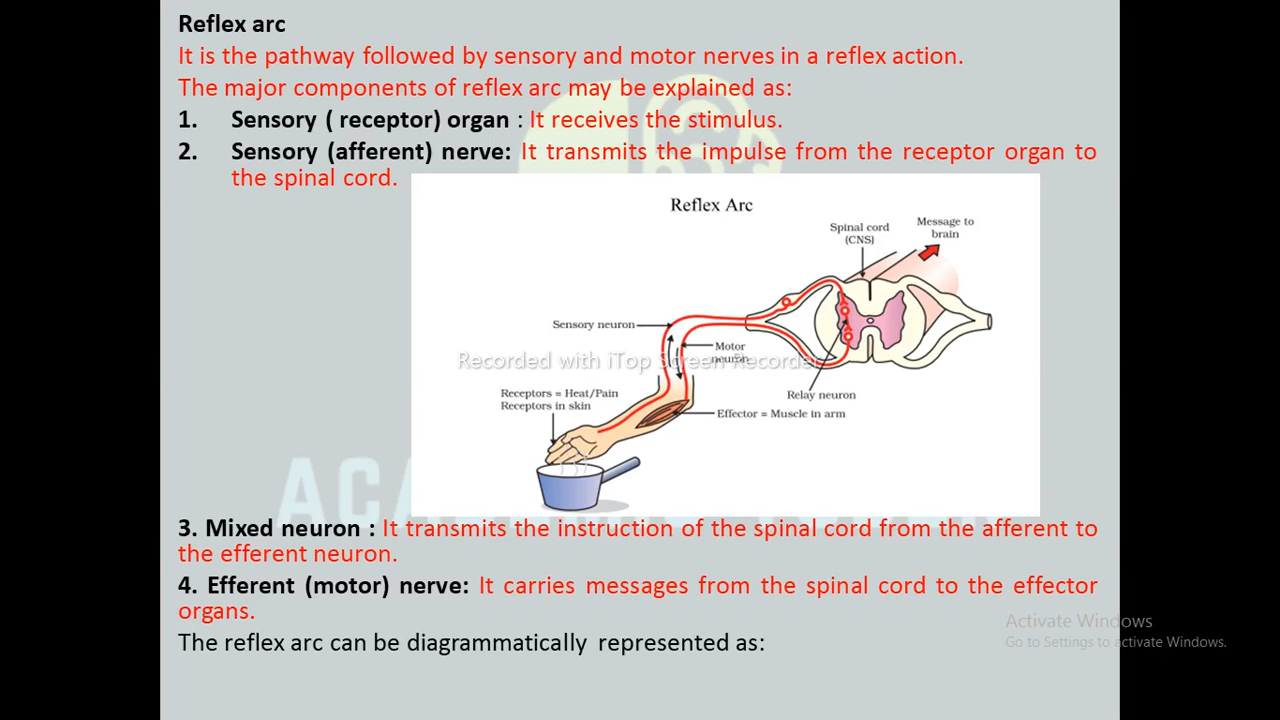 Reflex arc
It is the pathway followed by sensory and motor nerves in a reflex action.
The major components of reflex arc may be explained as:
1. Sensory ( receptor) organ : It receives the stimulus.
2. Sensory (afferent) nerve: It transmits the impulse from the receptor organ to
the spinal cord.
Reflex Arc
Spinal cord
(CNS)
Message to
brain
Sensory neuron
Motor
neuron
Recorded with iTop Screen Recorder
Receptors = Heat/Pain
Receptors in skin
Relay neuron
Effector = Muscle in arm
3. Mixed neuron : It transmits the instruction of the spinal cord from the afferent to
the efferent neuron.
4. Efferent (motor) nerve: It carries messages from the spinal cord to the effector
organs.
The reflex arc can be diagrammatically represented as:
Activate Windows
Go to Settings to activate Windows.